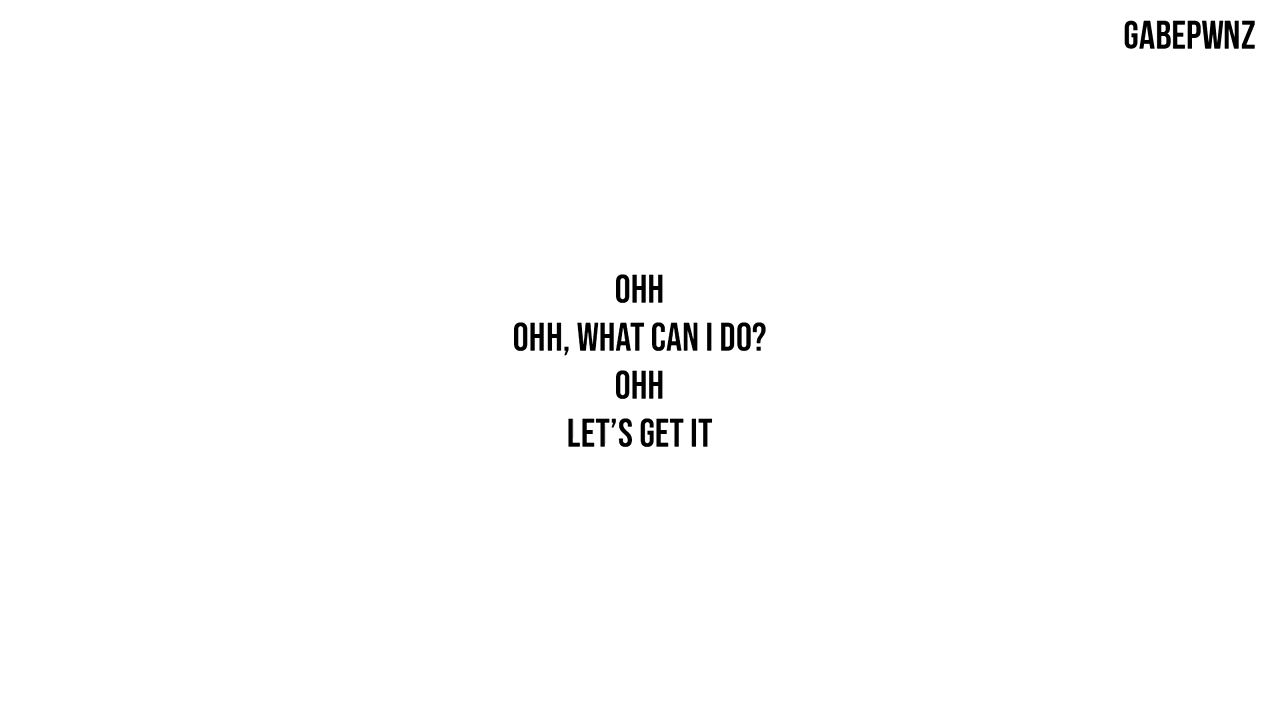 GABEPWNZ
OHH
OHH, WHAT CAN I DO?
OHH
LET’S GET IT